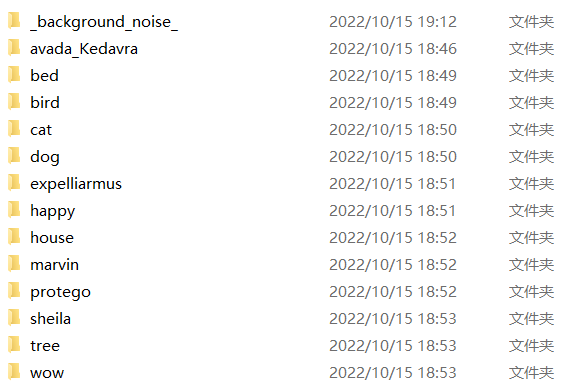 _background_noise_ 2022/10/15 19:12 文件夹
avada_Kedavra 2022/10/15 18:46 文件夹
bed 2022/10/15 18:49 文件夹
bird 2022/10/15 18:49 文件夹
cat 2022/10/15 18:50 文件夹
dog 2022/10/15 18:50 文件夹
expelliarmus 2022/10/15 18:51 文件夹
happy 2022/10/15 18:51 文件夹
house 2022/10/15 18:52 文件夹
marvin 2022/10/15 18:52 文件夹
protego 2022/10/15 18:52 文件夹
sheila 2022/10/15 18:53 文件夹
tree 2022/10/15 18:53 文件夹
wow 2022/10/15 18:53 文件夹